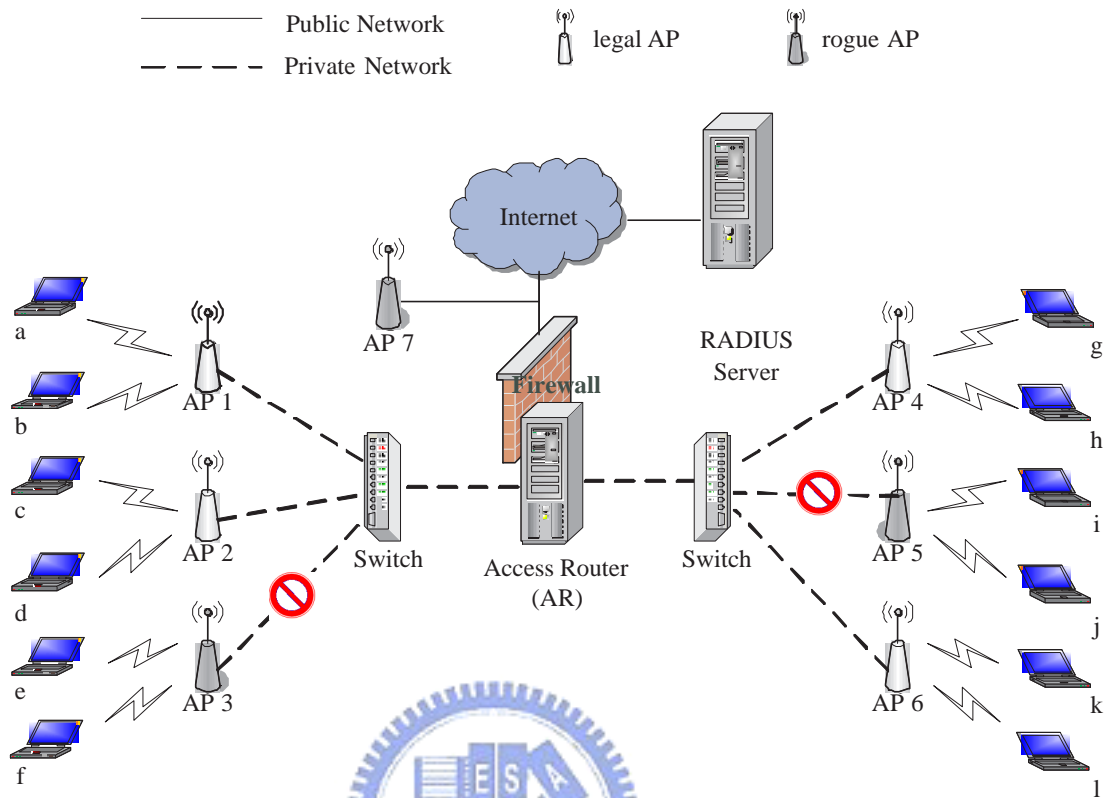 Public Network
Private Network
legal AP
rogue AP
Internet
AP 7
Firewall
RADIUS
Server
a
b
AP 1
c
d
AP 2
e
f
AP 3
Switch
Access Router
(AR)
Switch
AP 4
g
h
AP 5
i
j
AP 6
k
l
E S A